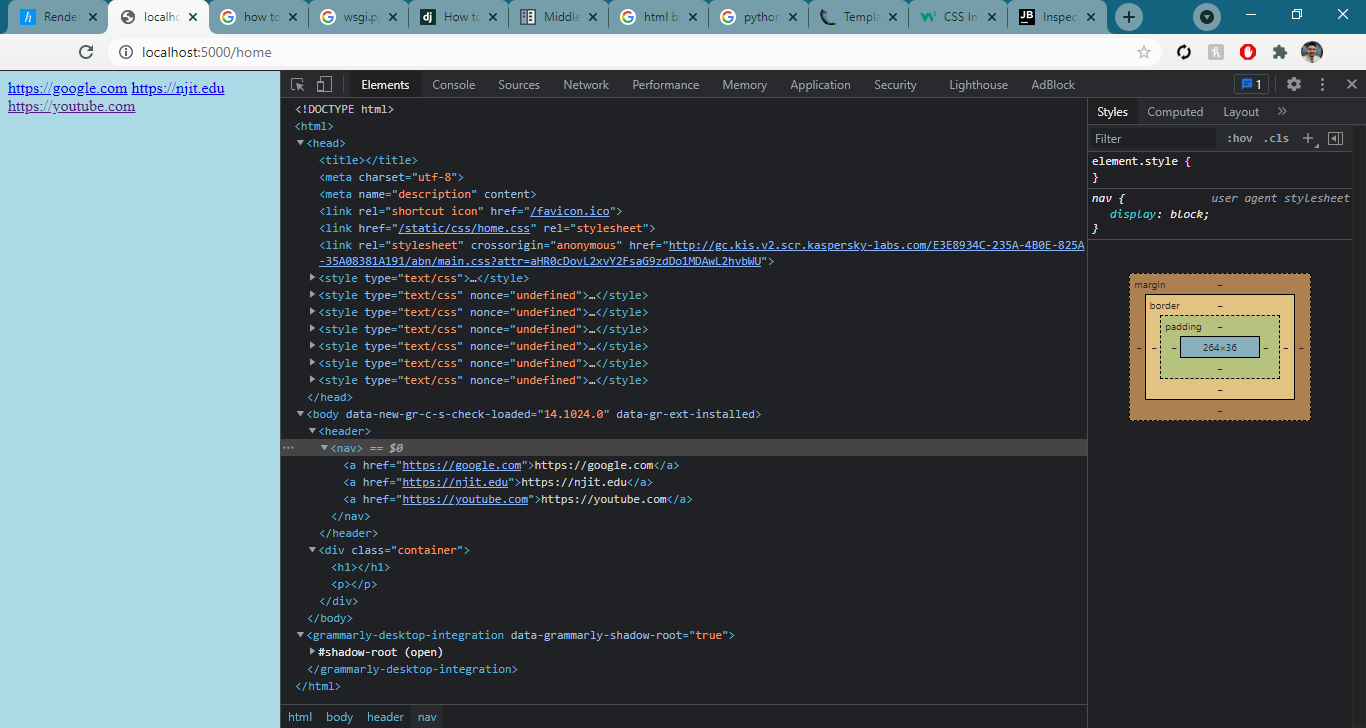 Render
localho
how to
wsgi.p
How to
Middle
html b
python
Templa
CSS In
Inspec
localhost:5000/home
https://google.com https://njit.edu
https://youtube.com
Elements Console Sources Network Performance Memory Application Security Lighthouse AdBlock 1
<!DOCTYPE html>
<html>
<head>
<title></title>
<meta charset="utf-8">
<meta name="description" content>
<link rel="shortcut icon" href="/favicon.ico">
<link href="/static/css/home.css" rel="stylesheet">
<link rel="stylesheet" crossorigin="anonymous" href="http://gc.kis.v2.scr.kaspersky-labs.com/E3E8934C-235A-4B0E-825A
-35A08381A191/abn/main.css?attr=aHR0cDovL2xvY2FsaG9zdDo1MDAwL2hvbWU">
<style type="text/css">…</style>
<style type="text/css" nonce="undefined">…</style>
<style type="text/css" nonce="undefined">…</style>
<style type="text/css" nonce="undefined">…</style>
<style type="text/css" nonce="undefined">…</style>
<style type="text/css" nonce="undefined">…</style>
<style type="text/css" nonce="undefined">…</style>
</head>
<body data-new-gr-c-s-check-loaded="14.1024.0" data-gr-ext-installed>
<header>
<nav> == $0
<a href="https://google.com">https://google.com</a>
<a href="https://njit.edu">https://njit.edu</a>
<a href="https://youtube.com">https://youtube.com</a>
</nav>
</header>
<div class="container">
<h1></h1>
<p></p>
</div>
</body>
<grammarly-desktop-integration data-grammarly-shadow-root="true">
#shadow-root (open)
</grammarly-desktop-integration>
</html>
html body header nav
Styles Computed Layout »
Filter :hov .cls +
element.style {
}
nav { user agent stylesheet
display: block;
}
margin –
border –
padding –
– – – 264×36 – – –
–
–
–